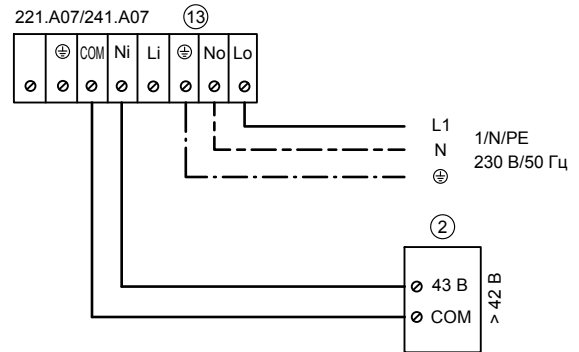 221.A07/241.A07 13
COM Ni Li No Lo
L1
N
1/N/PE
230 В/50 Гц
2
43 В
COM
> 42 В